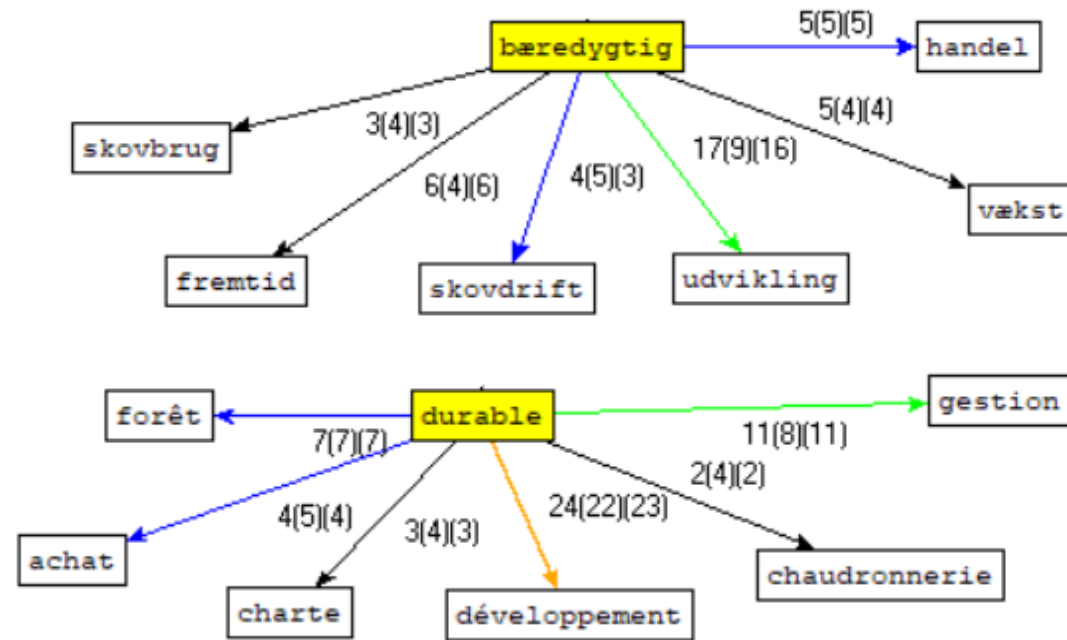 5(5)(5)
bæredygtig
handel
3(4)(3)
5(4)(4)
17(9)(16)
skovbrug
6(4)(6)
4(5)(3)
vækst
fremtid
skovdrift
udvikling
forêt
durable
gestion
7(7)(7)
11(8)(11)
2(4)(2)
4(5)(4)
3(4)(3)
24(22)(23)
achat
chaudronnerie
charte
développement